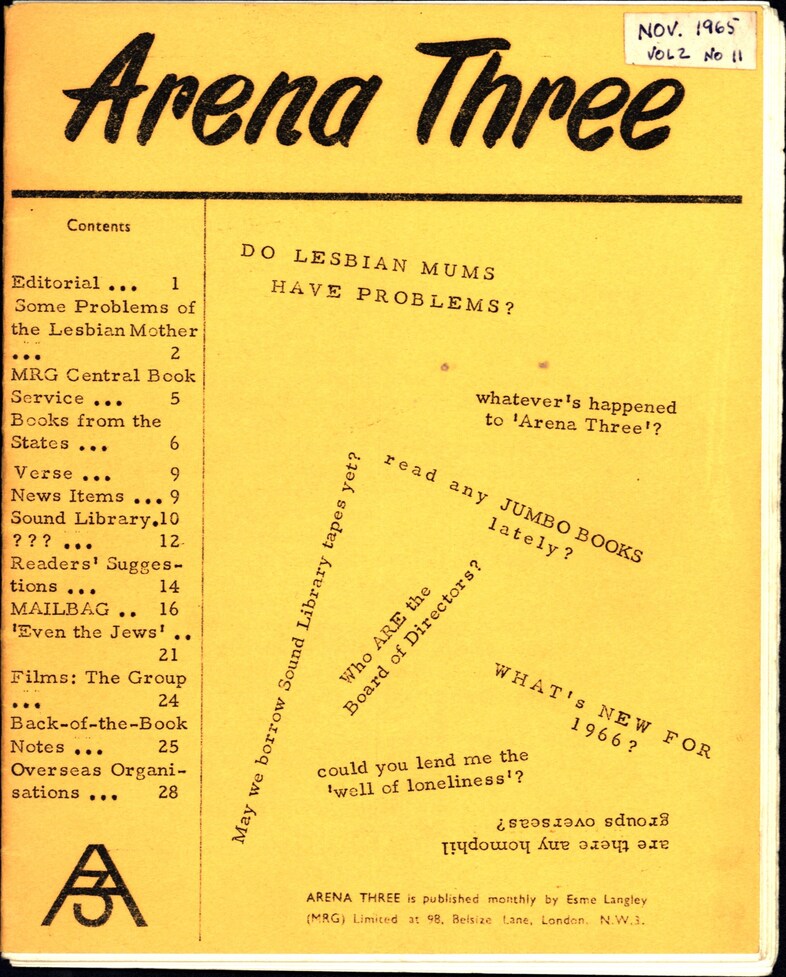 NOV. 1965
VOL 2 No 11
Arena Three
Contents
Editorial ... 1
Some Problems of
the Lesbian Mother
... 2
MRG Central Book
Service ... 5
Books from the
States ... 6
Verse ... 9
News Items ... 9
Sound Library.10
??? ... 12
Readers' Sugges-
tions ... 14
MAILBAG .. 16
'Even the Jews' ..
21
Films: The Group
... 24
Back-of-the-Book
Notes ... 25
Overseas Organi-
sations ... 28
A3
DO LESBIAN MUMS
HAVE PROBLEMS?
whatever's happened
to 'Arena Three'?
read any JUMBO BOOKS
lately?
May we borrow Sound Library tapes yet?
Who ARE the
Board of Directors?
WHAT's NEW FOR
1966?
could you lend me the
'well of loneliness'?
are there any homophil
groups overseas?
ARENA THREE is published monthly by Esme Langley
(MRG) Limited at 98, Belsize Lane, London. N.W.3.